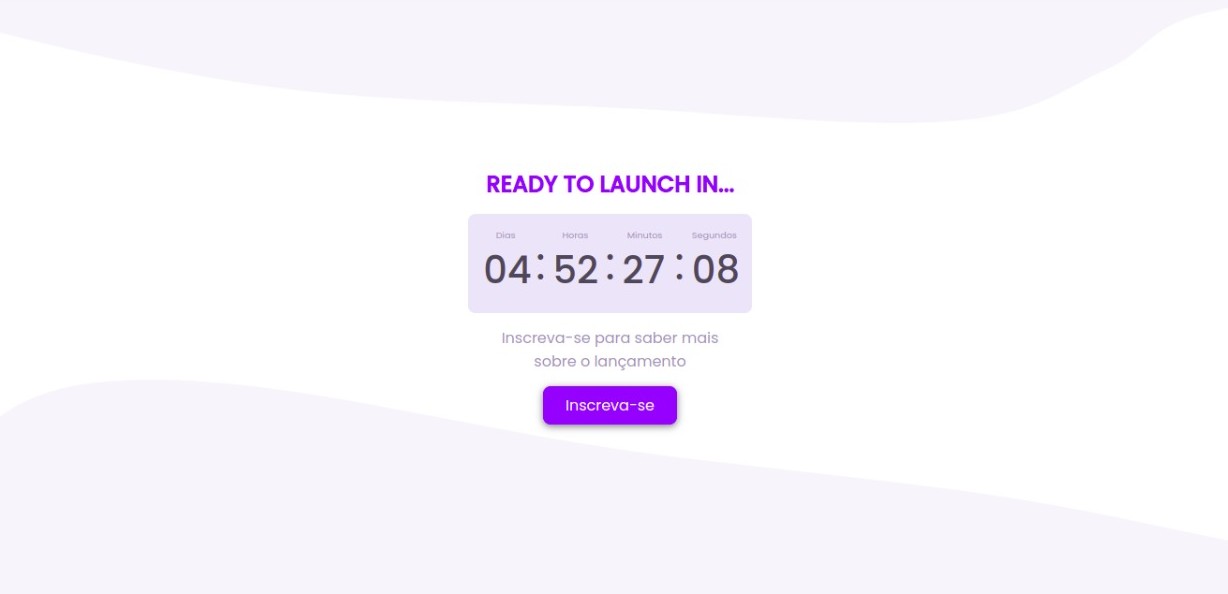 READY TO LAUNCH IN...
Dias Horas Minutos Segundos
04 : 52 : 27 : 08
Inscreva-se para saber mais
sobre o lançamento
Inscreva-se